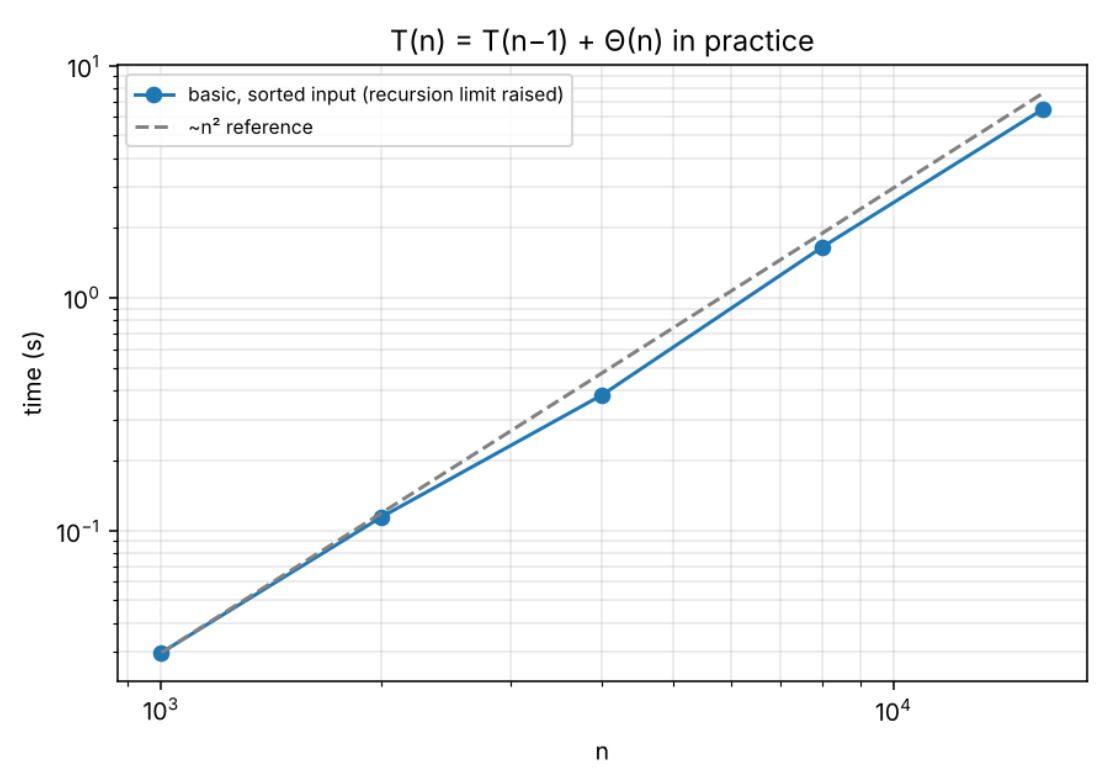 T(n) = T(n−1) + Θ(n) in practice
basic, sorted input (recursion limit raised)
~n² reference
10¹
10⁰
10⁻¹
time (s)
10³
10⁴
n